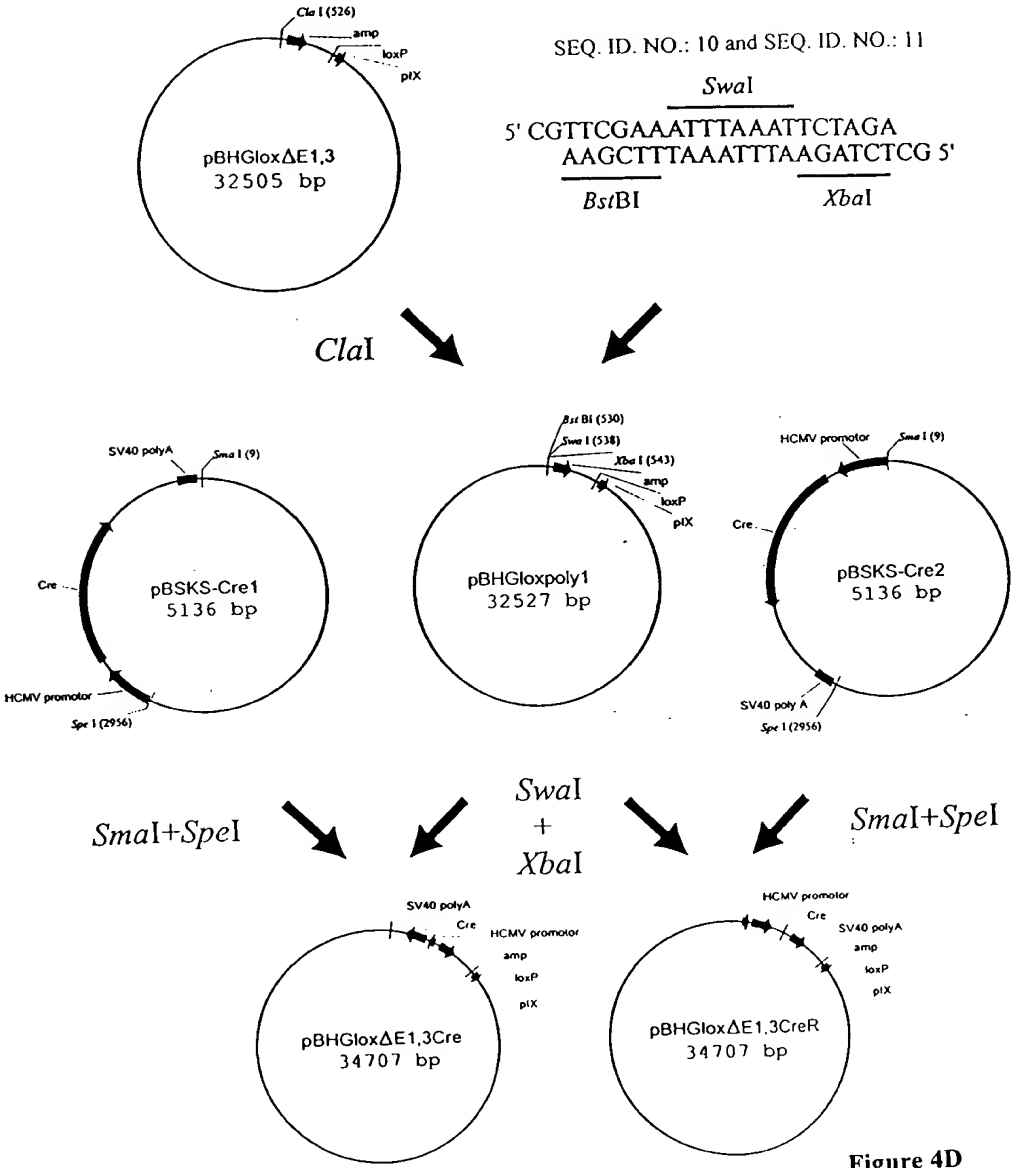 Cla I (526)
amp
loxP
pIX
pBHGloxΔE1,3
32505 bp
SEQ. ID. NO.: 10 and SEQ. ID. NO.: 11
SwaI
5' CGTTCGAAATTTAAATTCTAGA
AAGCTTTAAATTTAAGATCTCG 5'
BstBI
XbaI
ClaI
SV40 polyA
Sma I (9)
Cre
pBSKS-Cre1
5136 bp
HCMV promotor
Spe I (2956)
Bst BI (530)
Swa I (538)
Xba I (543)
amp
loxP
pIX
pBHGloxpoly1
32527 bp
HCMV promotor
Sma I (9)
Cre
pBSKS-Cre2
5136 bp
SV40 poly A
Spe I (2956)
SmaI+SpeI
SwaI
+
XbaI
SmaI+SpeI
SV40 polyA
Cre
HCMV promotor
amp
loxP
pIX
pBHGloxΔE1,3Cre
34707 bp
HCMV promotor
Cre
SV40 polyA
amp
loxP
pIX
pBHGloxΔE1,3CreR
34707 bp
Figure 4D